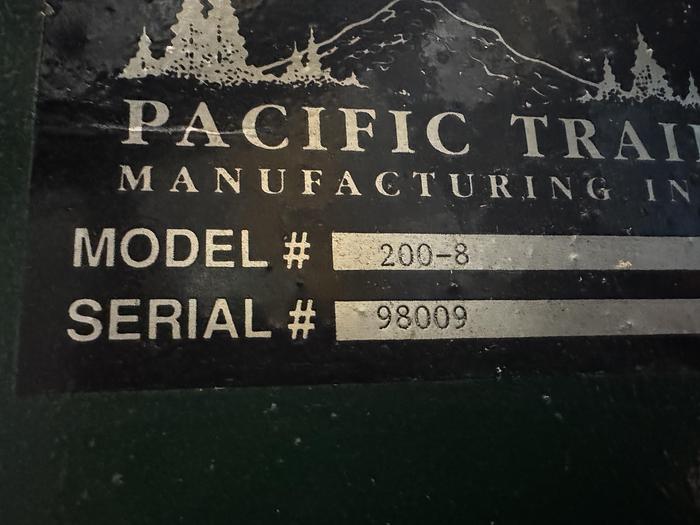 PACIFIC TRAI
MANUFACTURING IN
MODEL # 200-8
SERIAL # 98009